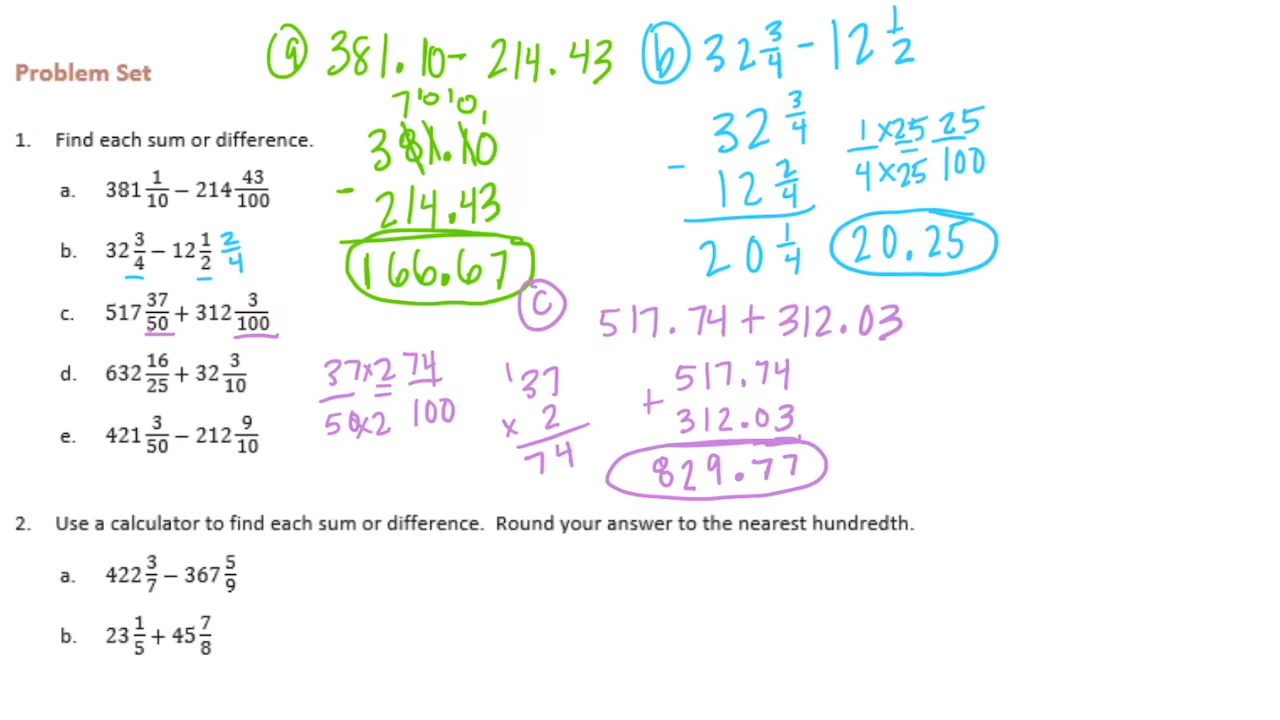 Problem Set
1. Find each sum or difference.
a. 381 1/10 − 214 43/100
b. 32 3/4 − 12 1/2 2/4
c. 517 37/50 + 312 3/100
d. 632 16/25 + 32 3/10
e. 421 3/50 − 212 9/10
a 381.10 - 214.43
7 10 10 1
381.10
- 214.43
166.67
b 32 3/4 - 12 1/2
32 3/4
- 12 2/4
20 1/4
1 × 25 = 25
4 × 25 100
20.25
c 517.74 + 312.03
37 × 2 = 74
50 × 2 100
1
37
× 2
74
517.74
+ 312.03
829.77
2. Use a calculator to find each sum or difference. Round your answer to the nearest hundredth.
a. 422 3/7 − 367 5/9
b. 23 1/5 + 45 7/8